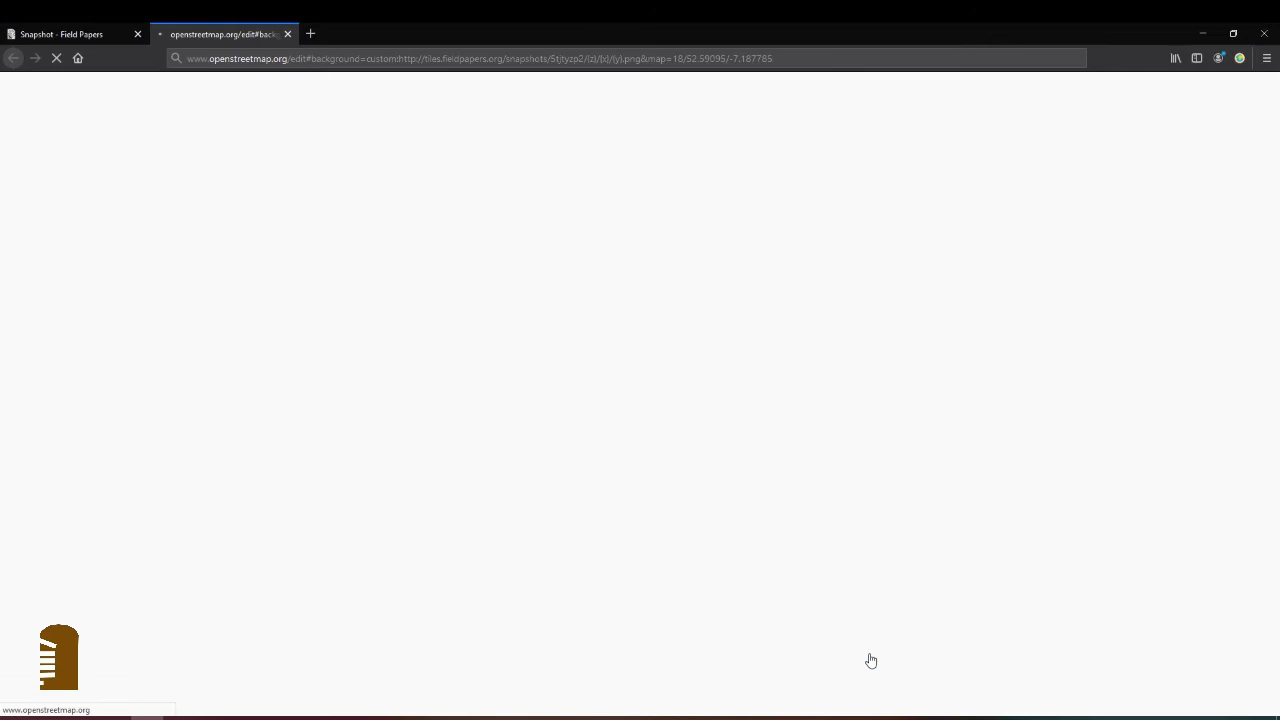 Snapshot - Field Papers
openstreetmap.org/edit#backg
www.openstreetmap.org/edit#background=custom:http://tiles.fieldpapers.org/snapshots/5tjtyzp2/{z}/{x}/{y}.png&map=18/52.59095/-7.187785
www.openstreetmap.org